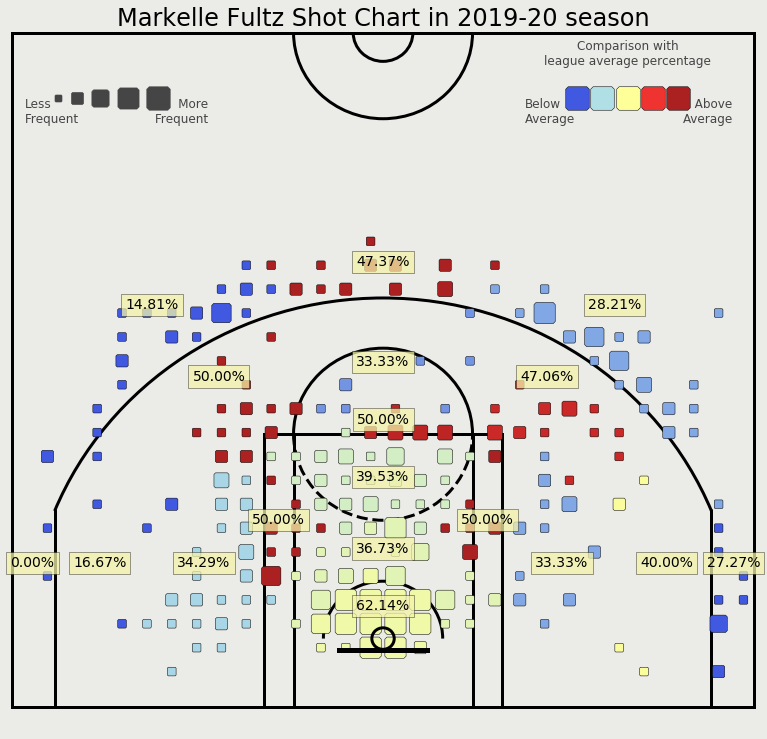 Markelle Fultz Shot Chart in 2019-20 season
Comparison with
league average percentage
Less More
Frequent Frequent
Below Above
Average Average
47.37%
14.81% 28.21%
33.33%
50.00% 47.06%
50.00%
39.53%
50.00% 50.00%
36.73%
0.00% 16.67% 34.29% 33.33% 40.00% 27.27%
62.14%